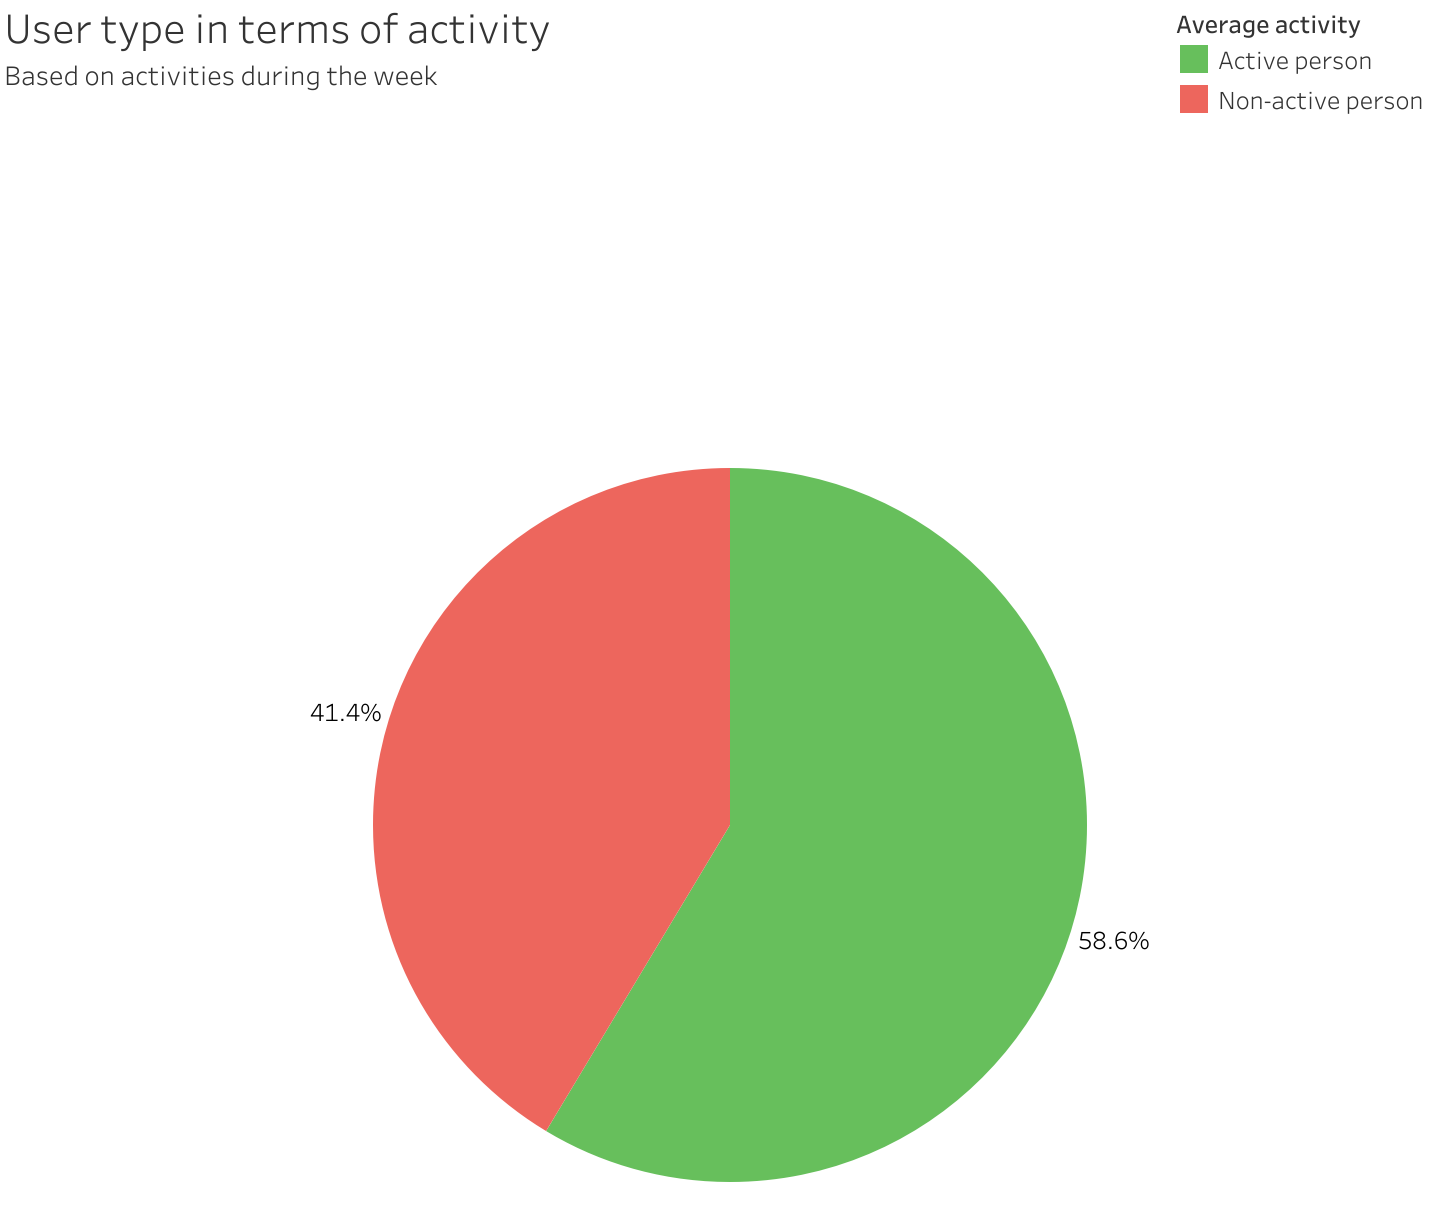 User type in terms of activity
Based on activities during the week
Average activity
Active person
Non-active person
41.4%
58.6%